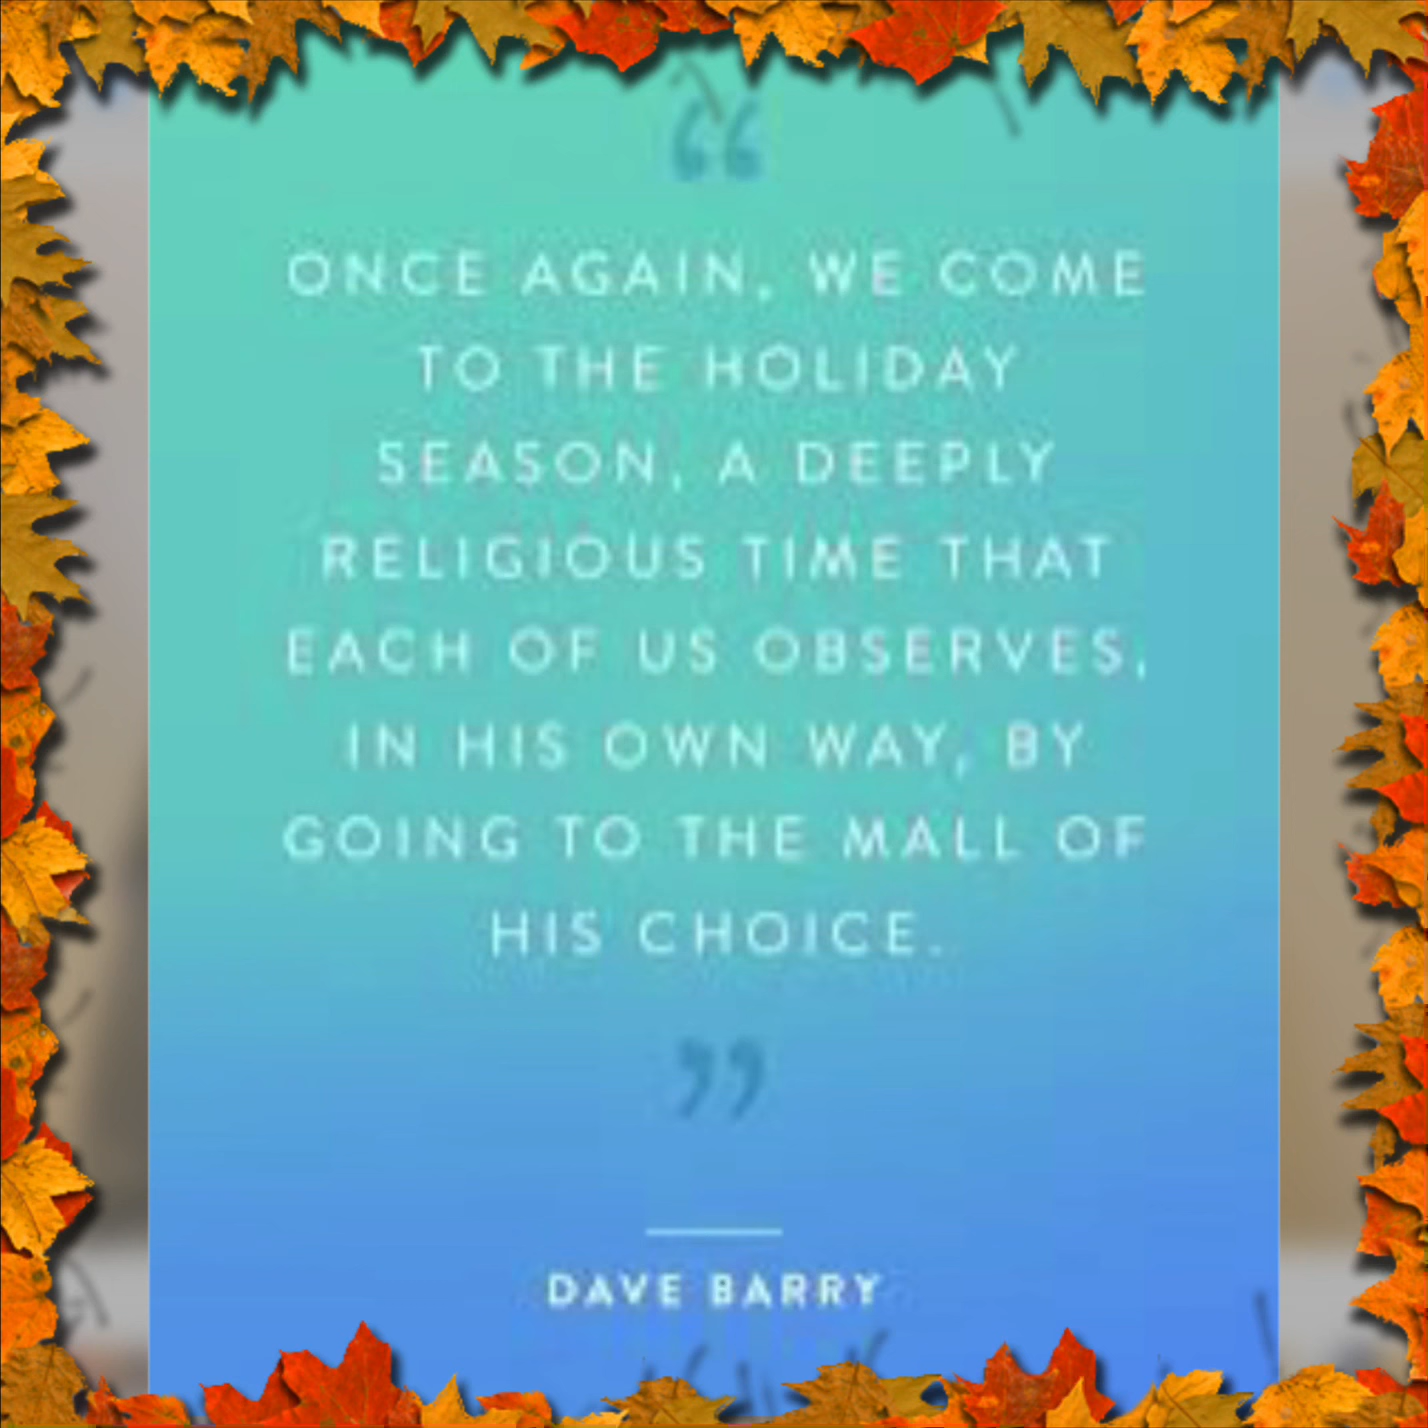 “
ONCE AGAIN, WE COME
TO THE HOLIDAY
SEASON, A DEEPLY
RELIGIOUS TIME THAT
EACH OF US OBSERVES,
IN HIS OWN WAY, BY
GOING TO THE MALL OF
HIS CHOICE.
”
DAVE BARRY